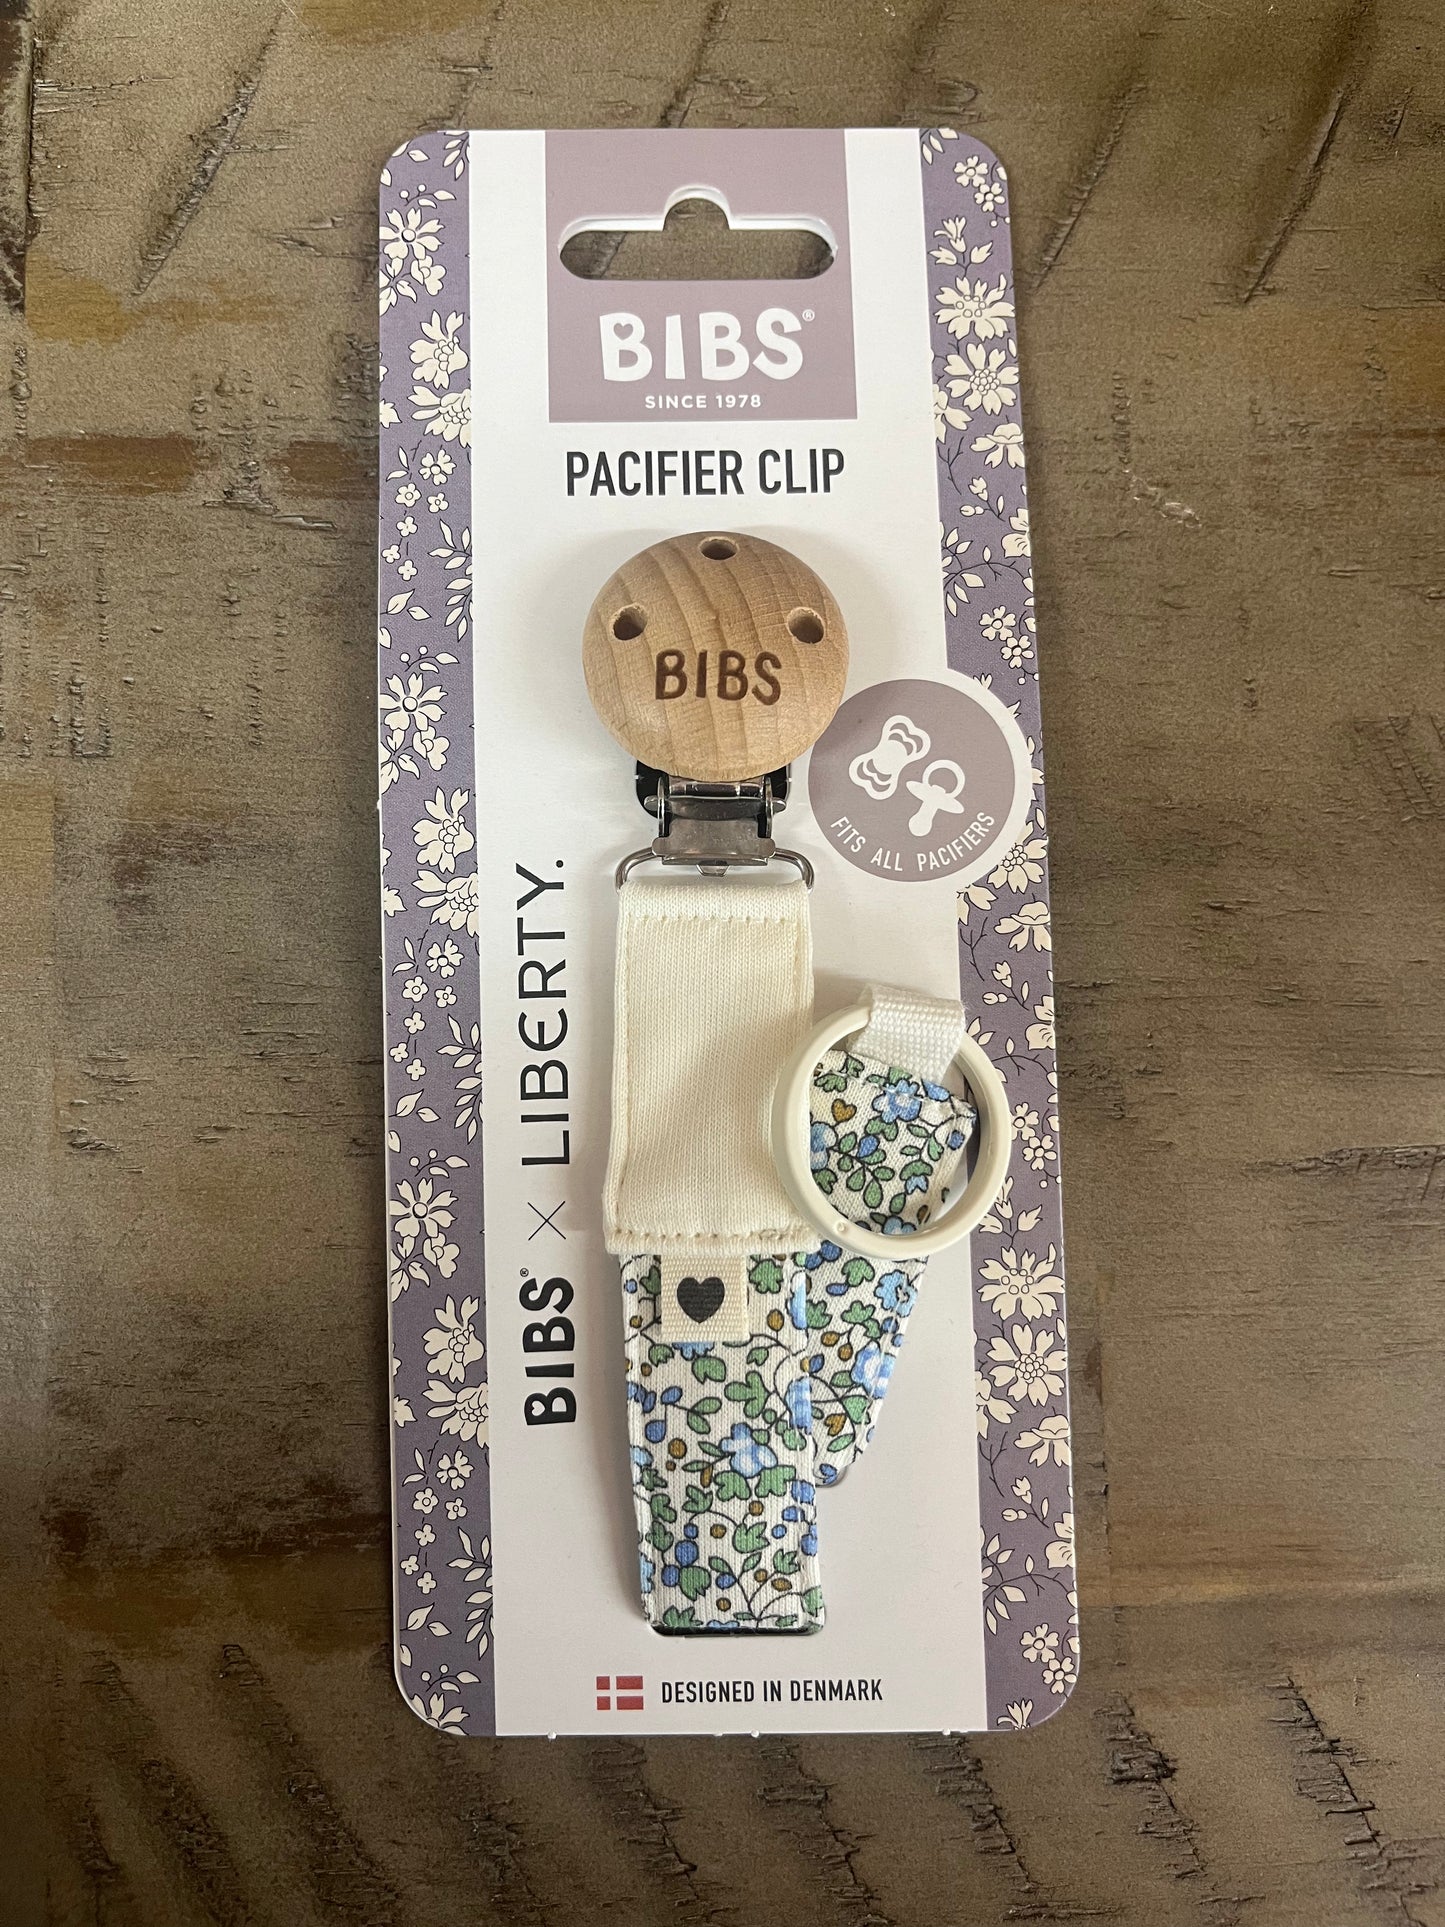 BIBS®
SINCE 1978
PACIFIER CLIP
BIBS
FITS ALL PACIFIERS
BIBS® × LIBERTY.
DESIGNED IN DENMARK